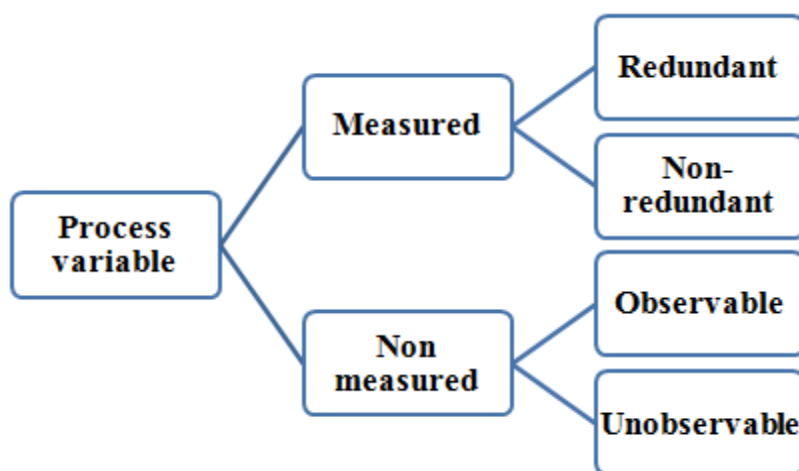 Process
variable
Measured
Non
measured
Redundant
Non-
redundant
Observable
Unobservable